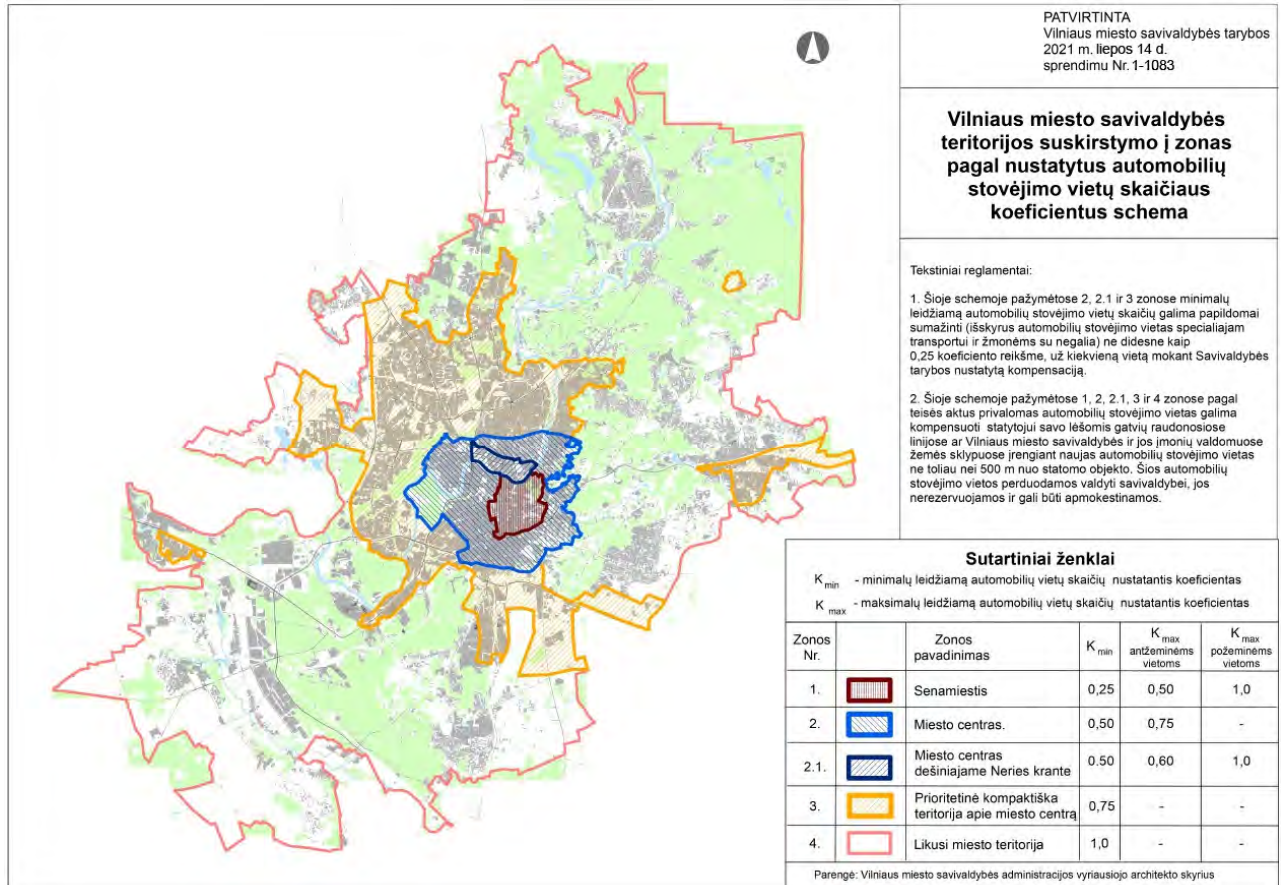 PATVIRTINTA
Vilniaus miesto savivaldybės tarybos
2021 m. liepos 14 d.
sprendimu Nr. 1-1083
Vilniaus miesto savivaldybės
teritorijos suskirstymo į zonas
pagal nustatytus automobilių
stovėjimo vietų skaičiaus
koeficientus schema
Tekstiniai reglamentai:
1. Šioje schemoje pažymėtose 2, 2.1 ir 3 zonose minimalų
leidžiamą automobilių stovėjimo vietų skaičių galima papildomai
sumažinti (išskyrus automobilių stovėjimo vietas specialiajam
transportui ir žmonėms su negalia) ne didesne kaip
0,25 koeficiento reikšme, už kiekvieną vietą mokant Savivaldybės
tarybos nustatytą kompensaciją.
2. Šioje schemoje pažymėtose 1, 2, 2.1, 3 ir 4 zonose pagal
teisės aktus privalomas automobilių stovėjimo vietas galima
kompensuoti statytojui savo lėšomis gatvių raudonosiose
linijose ar Vilniaus miesto savivaldybės ir jos įmonių valdomuose
žemės sklypuose įrengiant naujas automobilių stovėjimo vietas
ne toliau nei 500 m nuo statomo objekto. Šios automobilių
stovėjimo vietos perduodamos valdyti savivaldybei, jos
nerezervuojamos ir gali būti apmokestinamos.
Sutartiniai ženklai
K min - minimalų leidžiamą automobilių vietų skaičių nustatantis koeficientas
K max - maksimalų leidžiamą automobilių vietų skaičių nustatantis koeficientas
Zonos Nr. Zonos pavadinimas K min K max antžeminėms vietoms K max požeminėms vietoms
1. Senamiestis 0,25 0,50 1,0
2. Miesto centras. 0,50 0,75 -
2.1. Miesto centras dešiniajame Neries krante 0.50 0,60 1,0
3. Prioritetinė kompaktiška teritorija apie miesto centrą 0,75 - -
4. Likusi miesto teritorija 1,0 - -
Parengė: Vilniaus miesto savivaldybės administracijos vyriausiojo architekto skyrius